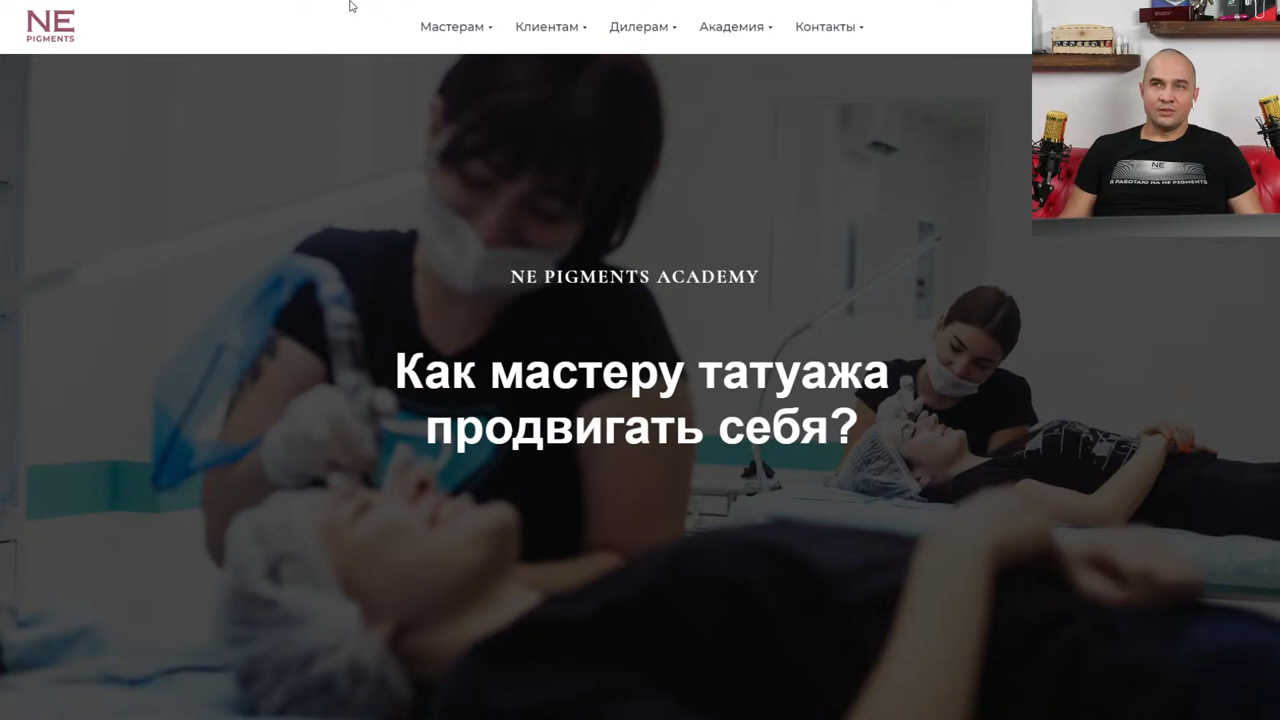 NE
PIGMENTS
Мастерам
Клиентам
Дилерам
Академия
Контакты
NE
Я РАБОТАЮ НА NE PIGMENTS
NE PIGMENTS ACADEMY
Как мастеру татуажа
продвигать себя?